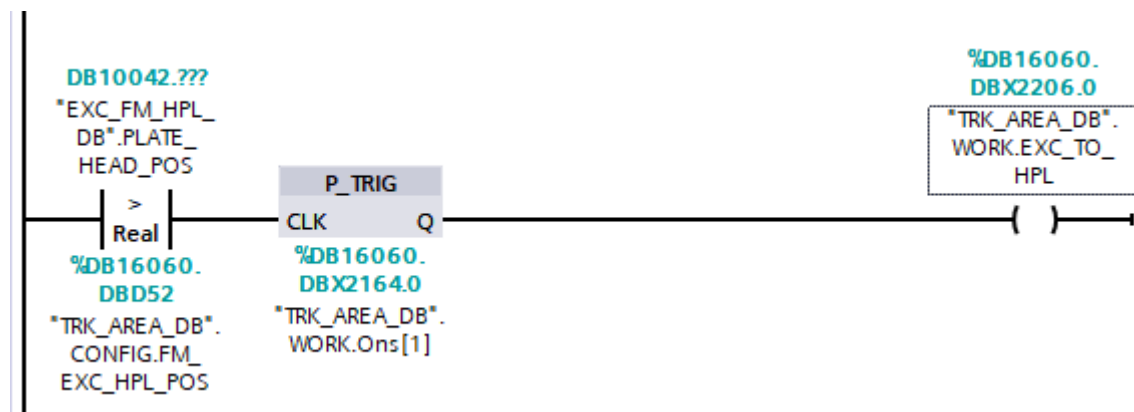 DB10042.???
"EXC_FM_HPL_
DB".PLATE_
HEAD_POS
>
Real
%DB16060.
DBD52
"TRK_AREA_DB".
CONFIG.FM_
EXC_HPL_POS
P_TRIG
CLK Q
%DB16060.
DBX2164.0
"TRK_AREA_DB".
WORK.Ons[1]
%DB16060.
DBX2206.0
"TRK_AREA_DB".
WORK.EXC_TO_
HPL
( )